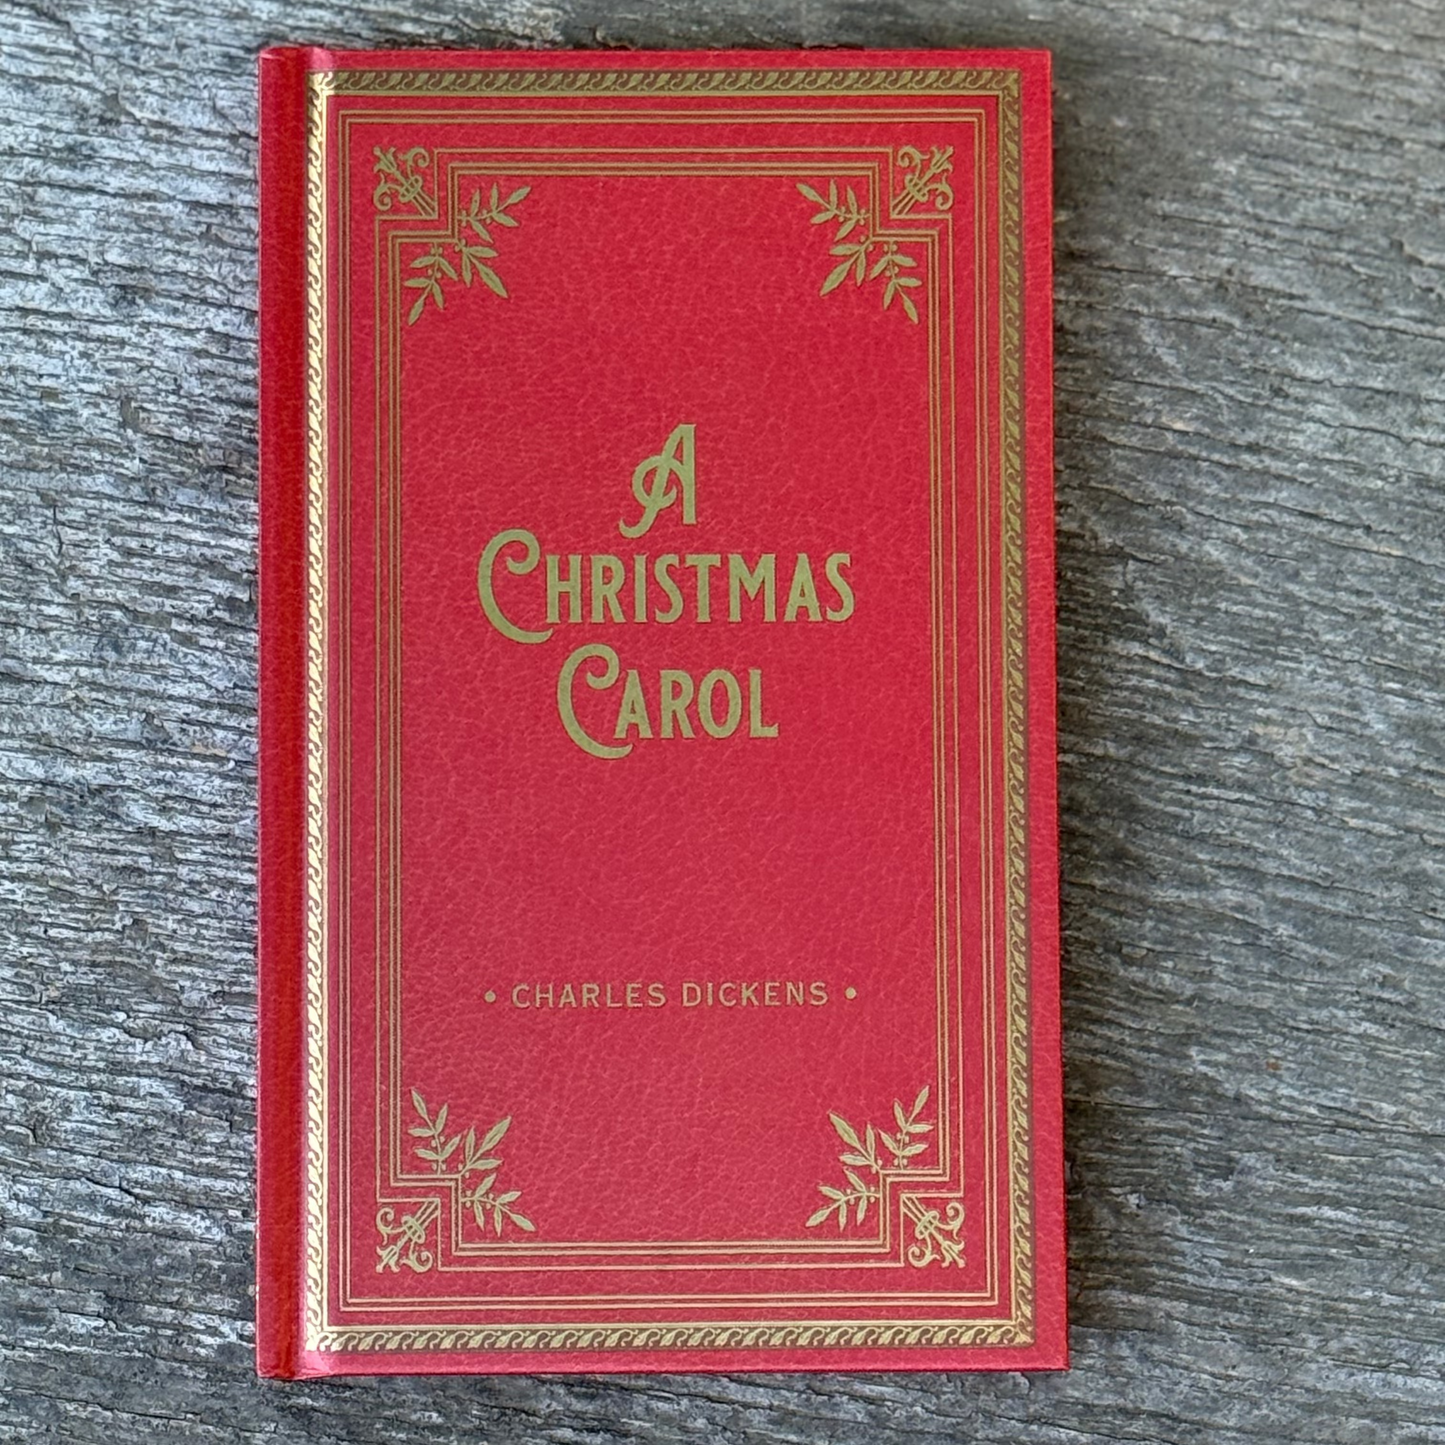 A
CHRISTMAS
CAROL
• CHARLES DICKENS •